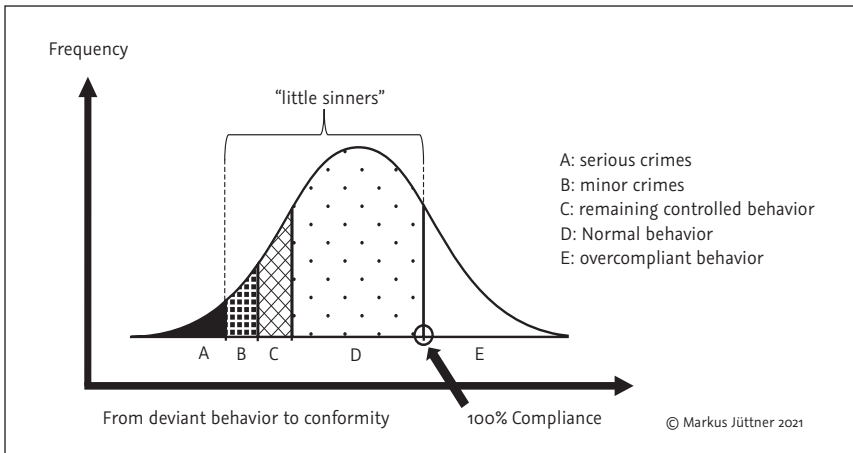 Frequency
“little sinners”
A: serious crimes
B: minor crimes
C: remaining controlled behavior
D: Normal behavior
E: overcompliant behavior
A B C D E
From deviant behavior to conformity
100% Compliance
© Markus Jüttner 2021